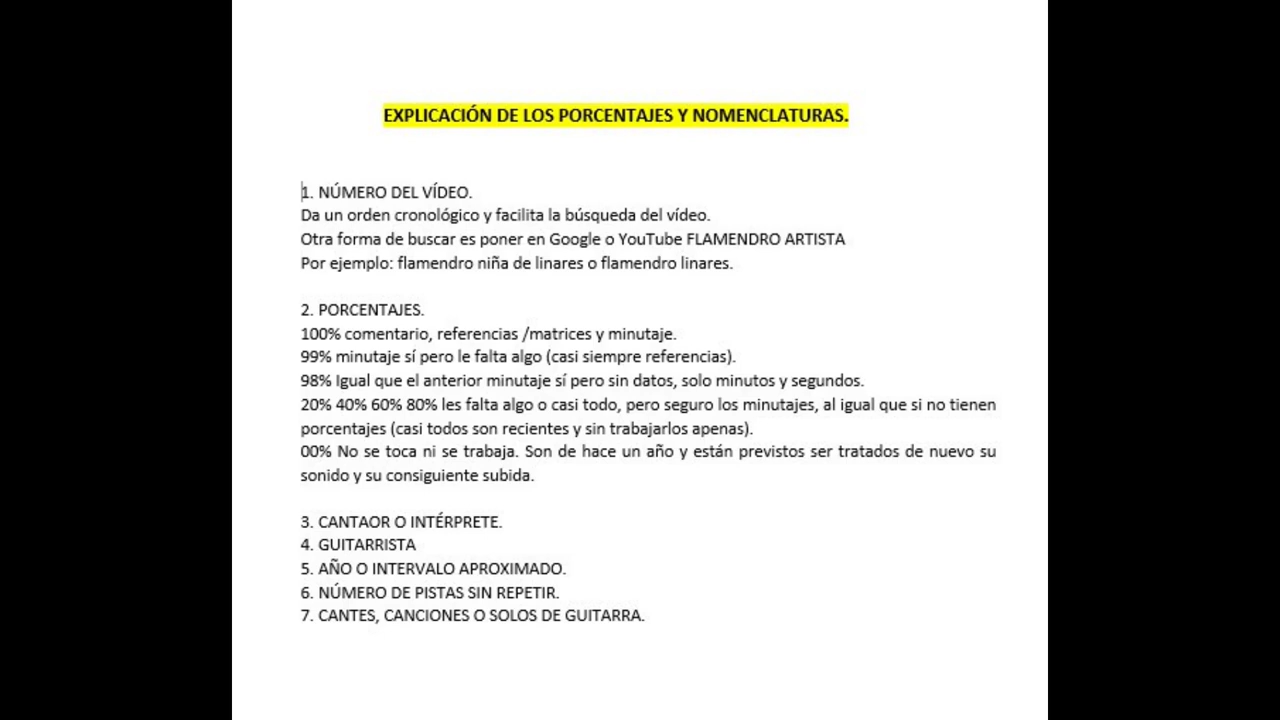 EXPLICACIÓN DE LOS PORCENTAJES Y NOMENCLATURAS.
1. NÚMERO DEL VÍDEO.
Da un orden cronológico y facilita la búsqueda del vídeo.
Otra forma de buscar es poner en Google o YouTube FLAMENDRO ARTISTA
Por ejemplo: flamendro niña de linares o flamendro linares.
2. PORCENTAJES.
100% comentario, referencias /matrices y minutaje.
99% minutaje sí pero le falta algo (casi siempre referencias).
98% Igual que el anterior minutaje sí pero sin datos, solo minutos y segundos.
20% 40% 60% 80% les falta algo o casi todo, pero seguro los minutajes, al igual que si no tienen
porcentajes (casi todos son recientes y sin trabajarlos apenas).
00% No se toca ni se trabaja. Son de hace un año y están previstos ser tratados de nuevo su
sonido y su consiguiente subida.
3. CANTAOR O INTÉRPRETE.
4. GUITARRISTA
5. AÑO O INTERVALO APROXIMADO.
6. NÚMERO DE PISTAS SIN REPETIR.
7. CANTES, CANCIONES O SOLOS DE GUITARRA.